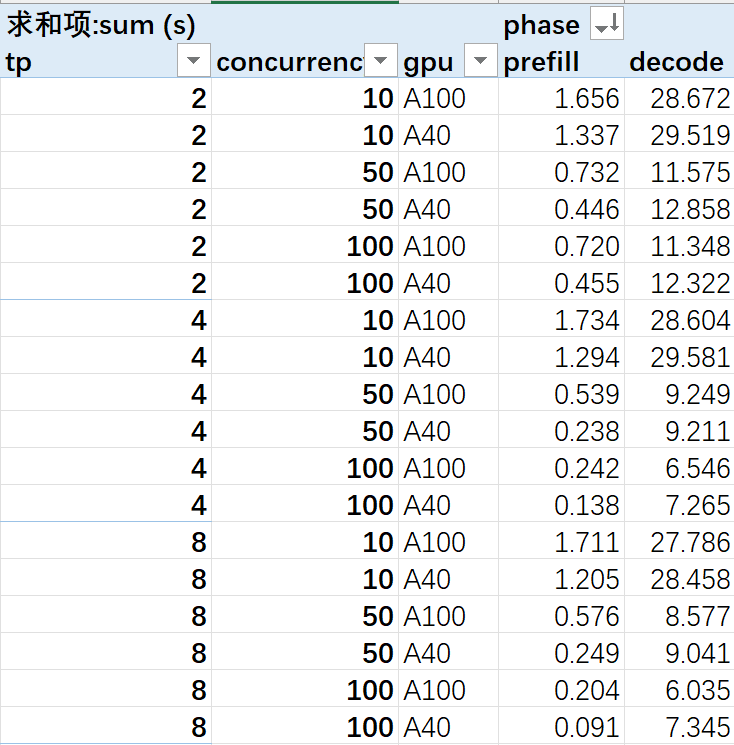 求和项:sum (s) phase
tp concurrenc gpu prefill decode
2 10 A100 1.656 28.672
2 10 A40 1.337 29.519
2 50 A100 0.732 11.575
2 50 A40 0.446 12.858
2 100 A100 0.720 11.348
2 100 A40 0.455 12.322
4 10 A100 1.734 28.604
4 10 A40 1.294 29.581
4 50 A100 0.539 9.249
4 50 A40 0.238 9.211
4 100 A100 0.242 6.546
4 100 A40 0.138 7.265
8 10 A100 1.711 27.786
8 10 A40 1.205 28.458
8 50 A100 0.576 8.577
8 50 A40 0.249 9.041
8 100 A100 0.204 6.035
8 100 A40 0.091 7.345